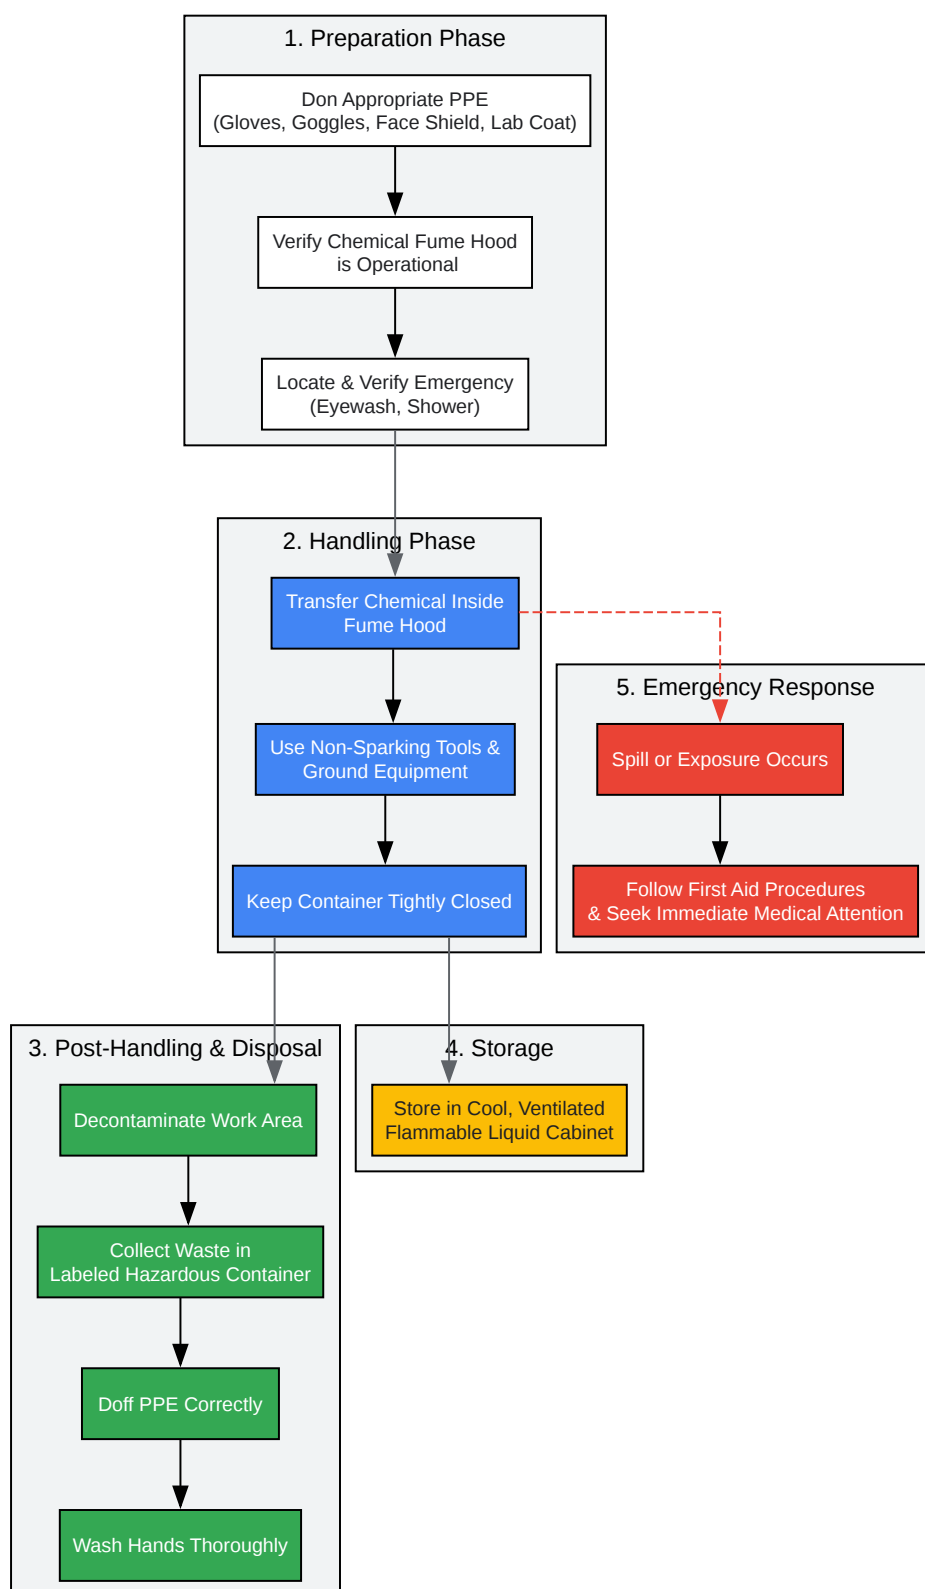 1. Preparation Phase
Don Appropriate PPE
(Gloves, Goggles, Face Shield, Lab Coat)
Verify Chemical Fume Hood
is Operational
Locate & Verify Emergency
(Eyewash, Shower)
2. Handling Phase
Transfer Chemical Inside
Fume Hood
Use Non-Sparking Tools &
Ground Equipment
Keep Container Tightly Closed
5. Emergency Response
Spill or Exposure Occurs
Follow First Aid Procedures
& Seek Immediate Medical Attention
3. Post-Handling & Disposal
Decontaminate Work Area
Collect Waste in
Labeled Hazardous Container
Doff PPE Correctly
Wash Hands Thoroughly
4. Storage
Store in Cool, Ventilated
Flammable Liquid Cabinet